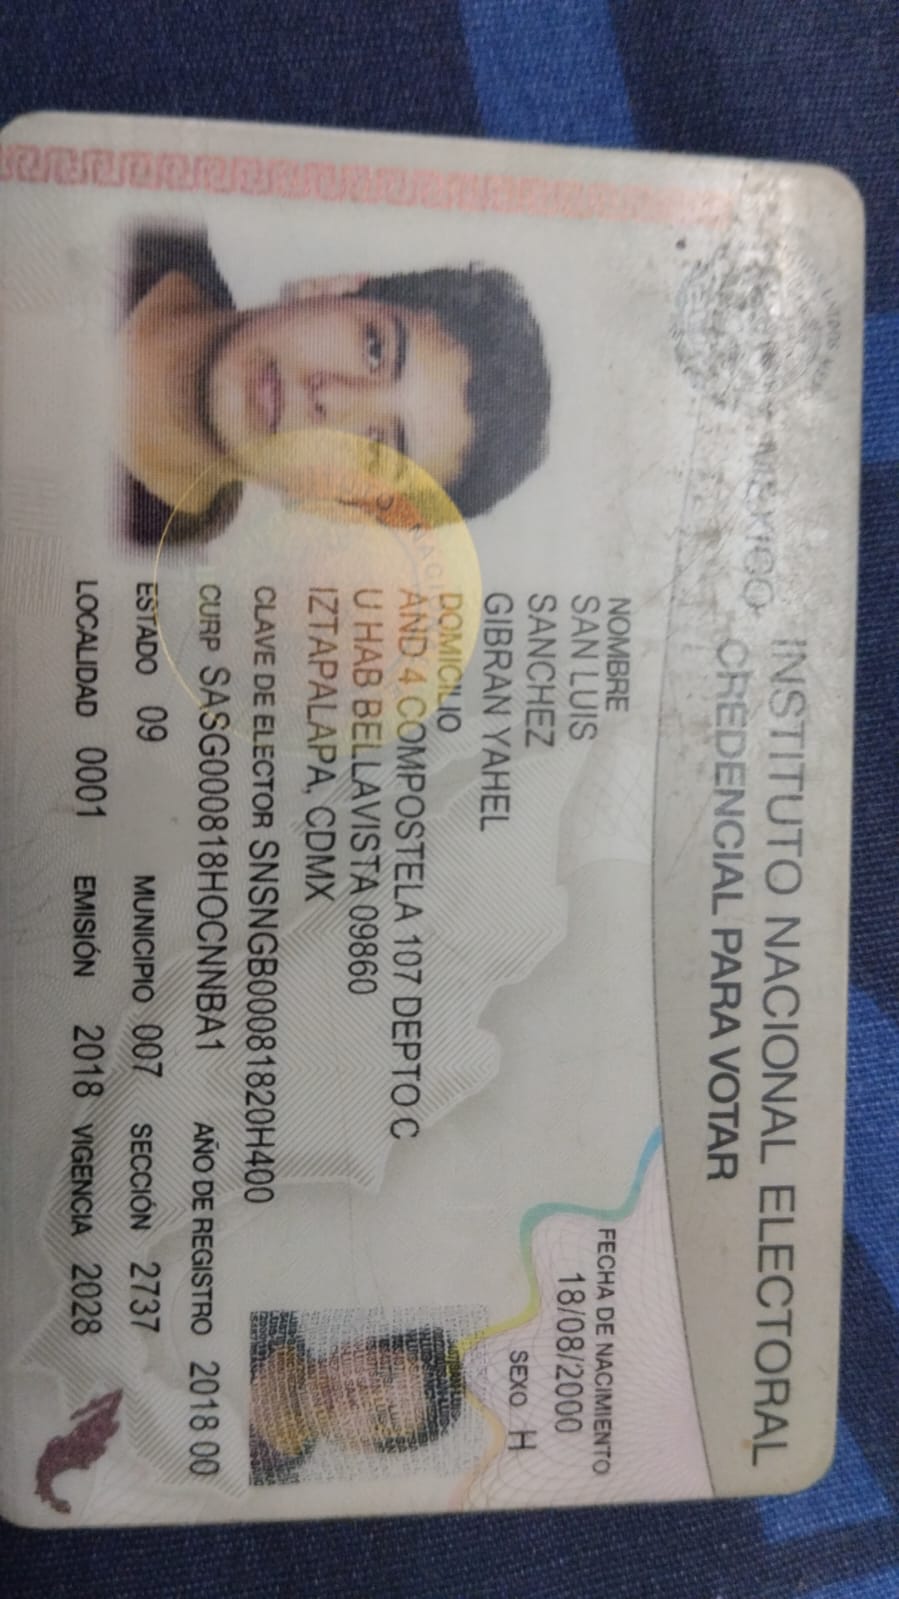 MÉXICO
INSTITUTO NACIONAL ELECTORAL
CREDENCIAL PARA VOTAR
NOMBRE
SAN LUIS
SANCHEZ
GIBRAN YAHEL
FECHA DE NACIMIENTO
18/08/2000
SEXO H
DOMICILIO
AND 4 COMPOSTELA 107 DEPTO C
U HAB BELLAVISTA 09860
IZTAPALAPA, CDMX
CLAVE DE ELECTOR SNSNGB00081820H400
CURP SASG000818HOCNNBA1 AÑO DE REGISTRO 2018 00
ESTADO 09 MUNICIPIO 007 SECCIÓN 2737
LOCALIDAD 0001 EMISIÓN 2018 VIGENCIA 2028